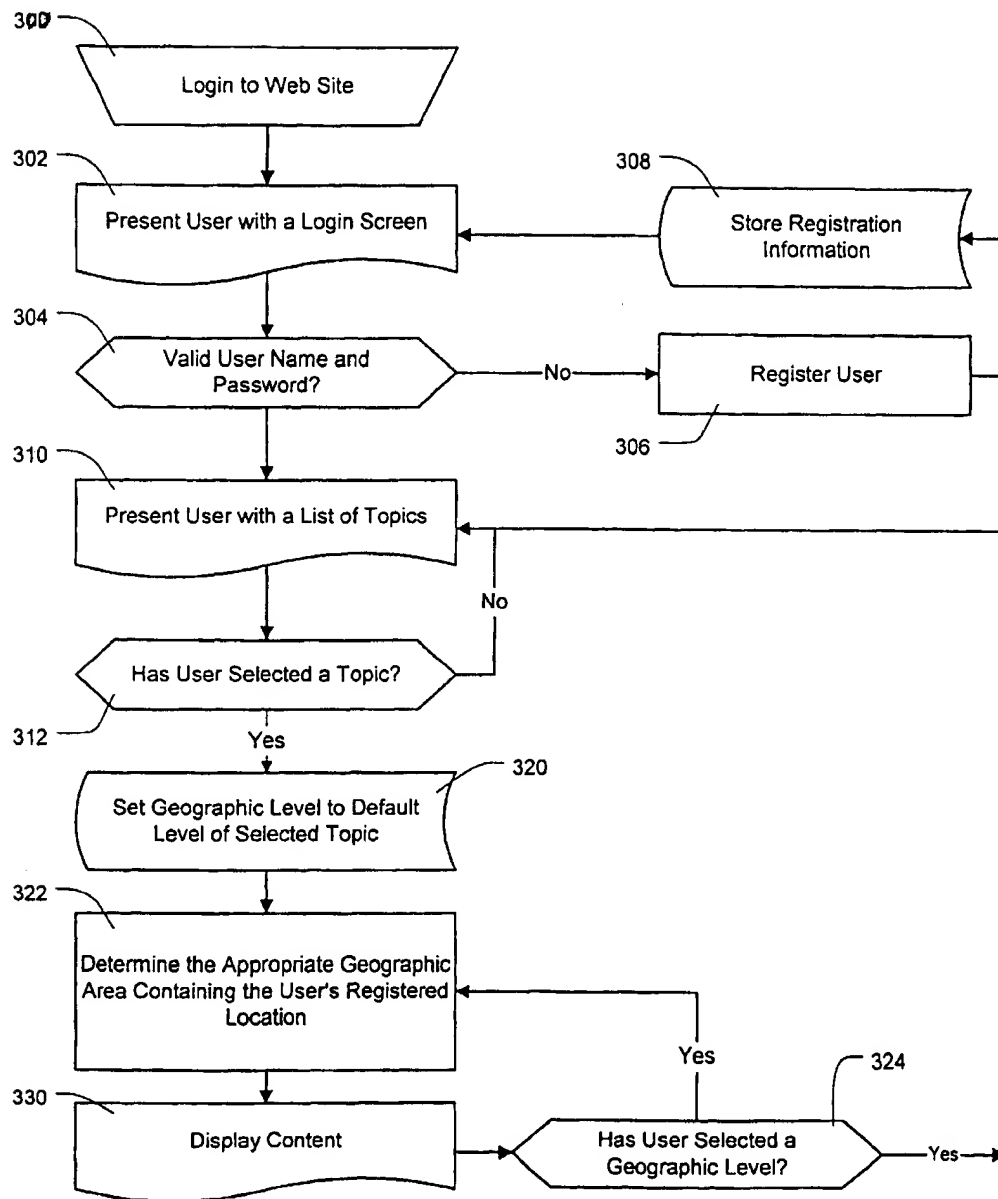 300
Login to Web Site
302
Present User with a Login Screen
308
Store Registration
Information
304
Valid User Name and
Password?
No
Register User
306
310
Present User with a List of Topics
No
Has User Selected a Topic?
312
Yes
320
Set Geographic Level to Default
Level of Selected Topic
322
Determine the Appropriate Geographic
Area Containing the User's Registered
Location
Yes
324
330
Display Content
Has User Selected a
Geographic Level?
Yes